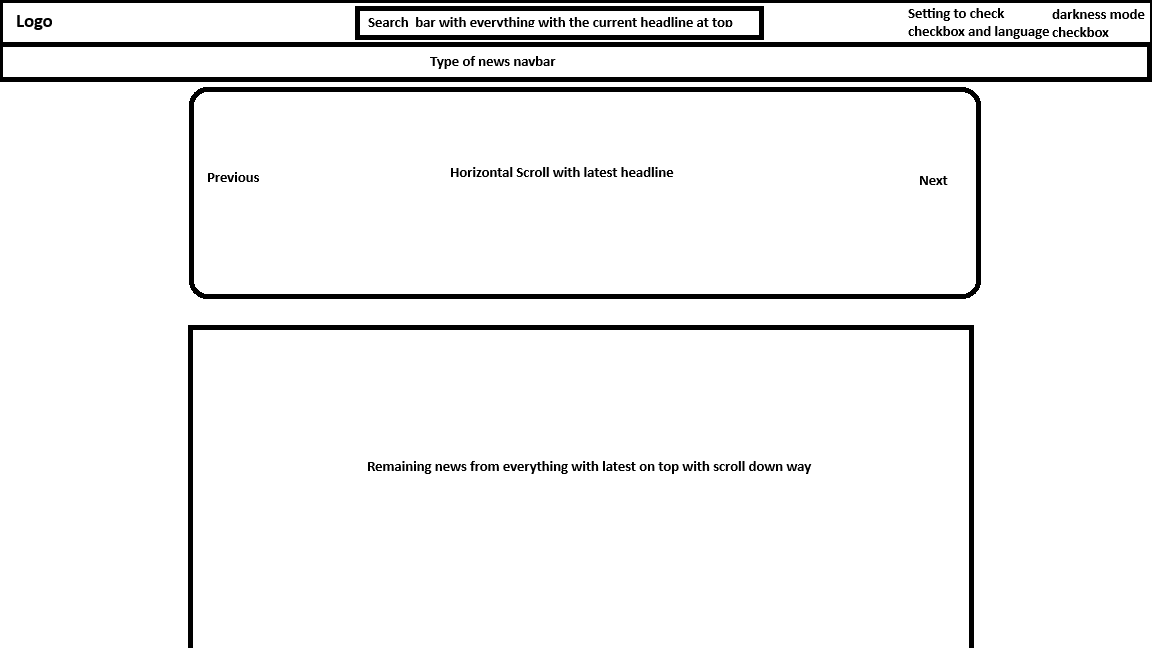 Logo
Search bar with everything with the current headline at top
Setting to check
checkbox and language
darkness mode
checkbox
Type of news navbar
Previous
Horizontal Scroll with latest headline
Next
Remaining news from everything with latest on top with scroll down way